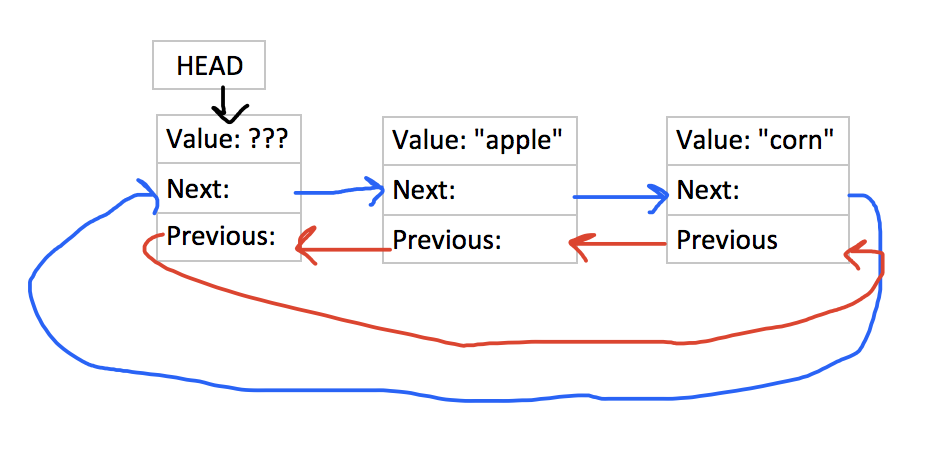 HEAD
Value: ???
Next:
Previous:
Value: "apple"
Next:
Previous:
Value: "corn"
Next:
Previous